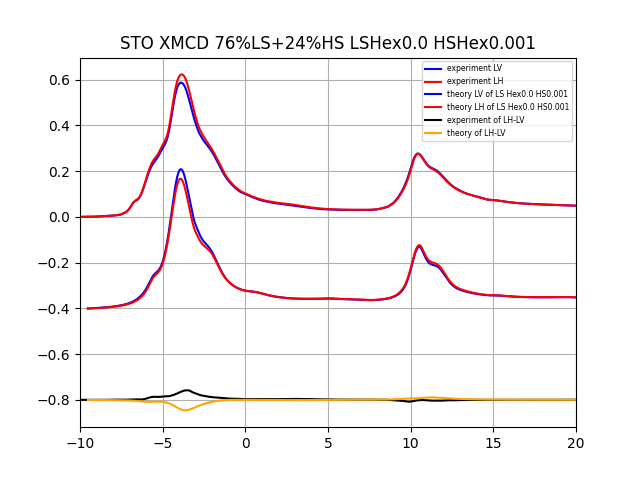 STO XMCD 76%LS+24%HS LSHex0.0 HSHex0.001
experiment LV
experiment LH
theory LV of LS Hex0.0 HS0.001
theory LH of LS Hex0.0 HS0.001
experiment of LH-LV
theory of LH-LV
0.6
0.4
0.2
0.0
−0.2
−0.4
−0.6
−0.8
−10 −5 0 5 10 15 20